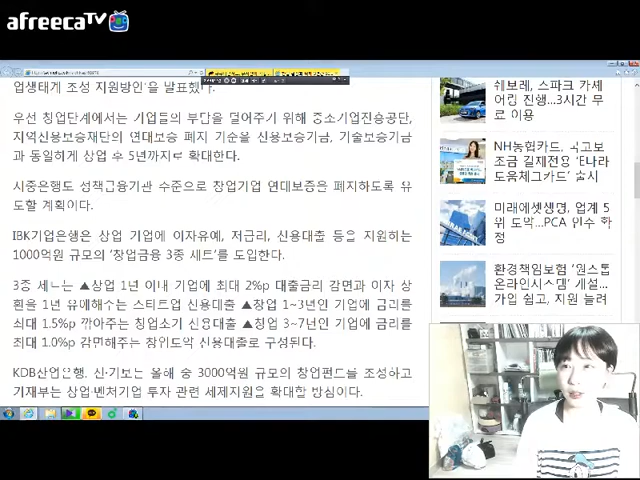 afreecaTV
업생태계 조성 지원방안'을 발표했다.
우선 창업단계에서는 기업들의 부담을 덜어주기 위해 중소기업진흥공단,
지역신용보증재단의 연대보증 폐지 기준을 신용보증기금, 기술보증기금
과 동일하게 창업 후 5년까지로 확대한다.
시중은행도 정책금융기관 수준으로 창업기업 연대보증을 폐지하도록 유
도할 계획이다.
IBK기업은행은 창업 기업에 이자유예, 저금리, 신용대출 등을 지원하는
1000억원 규모의 '창업금융 3종 세트'를 도입한다.
3종 세트는 ▲창업 1년 이내 기업에 최대 2%p 대출금리 감면과 이자 상
환을 1년 유예해주는 스타트업 신용대출 ▲창업 1~3년인 기업에 금리를
최대 1.5%p 깎아주는 창업초기 신용대출 ▲창업 3~7년인 기업에 금리를
최대 1.0%p 감면해주는 창업도약 신용대출로 구성된다.
KDB산업은행, 신·기보는 올해 중 3000억원 규모의 창업펀드를 조성하고
기재부는 창업·벤처기업 투자 관련 세제지원을 확대할 방침이다.
쉐보레, 스파크 카셰
어링 진행...3시간 무
료 이용
NH농협카드, 국고보
조금 결제전용 'E나라
도움체크카드' 출시
미래에셋생명, 업계 5
위 도약...PCA 인수 확
정
환경책임보험 '원스톱
온라인시스템' 개설...
가입 쉽고, 지원 늘려